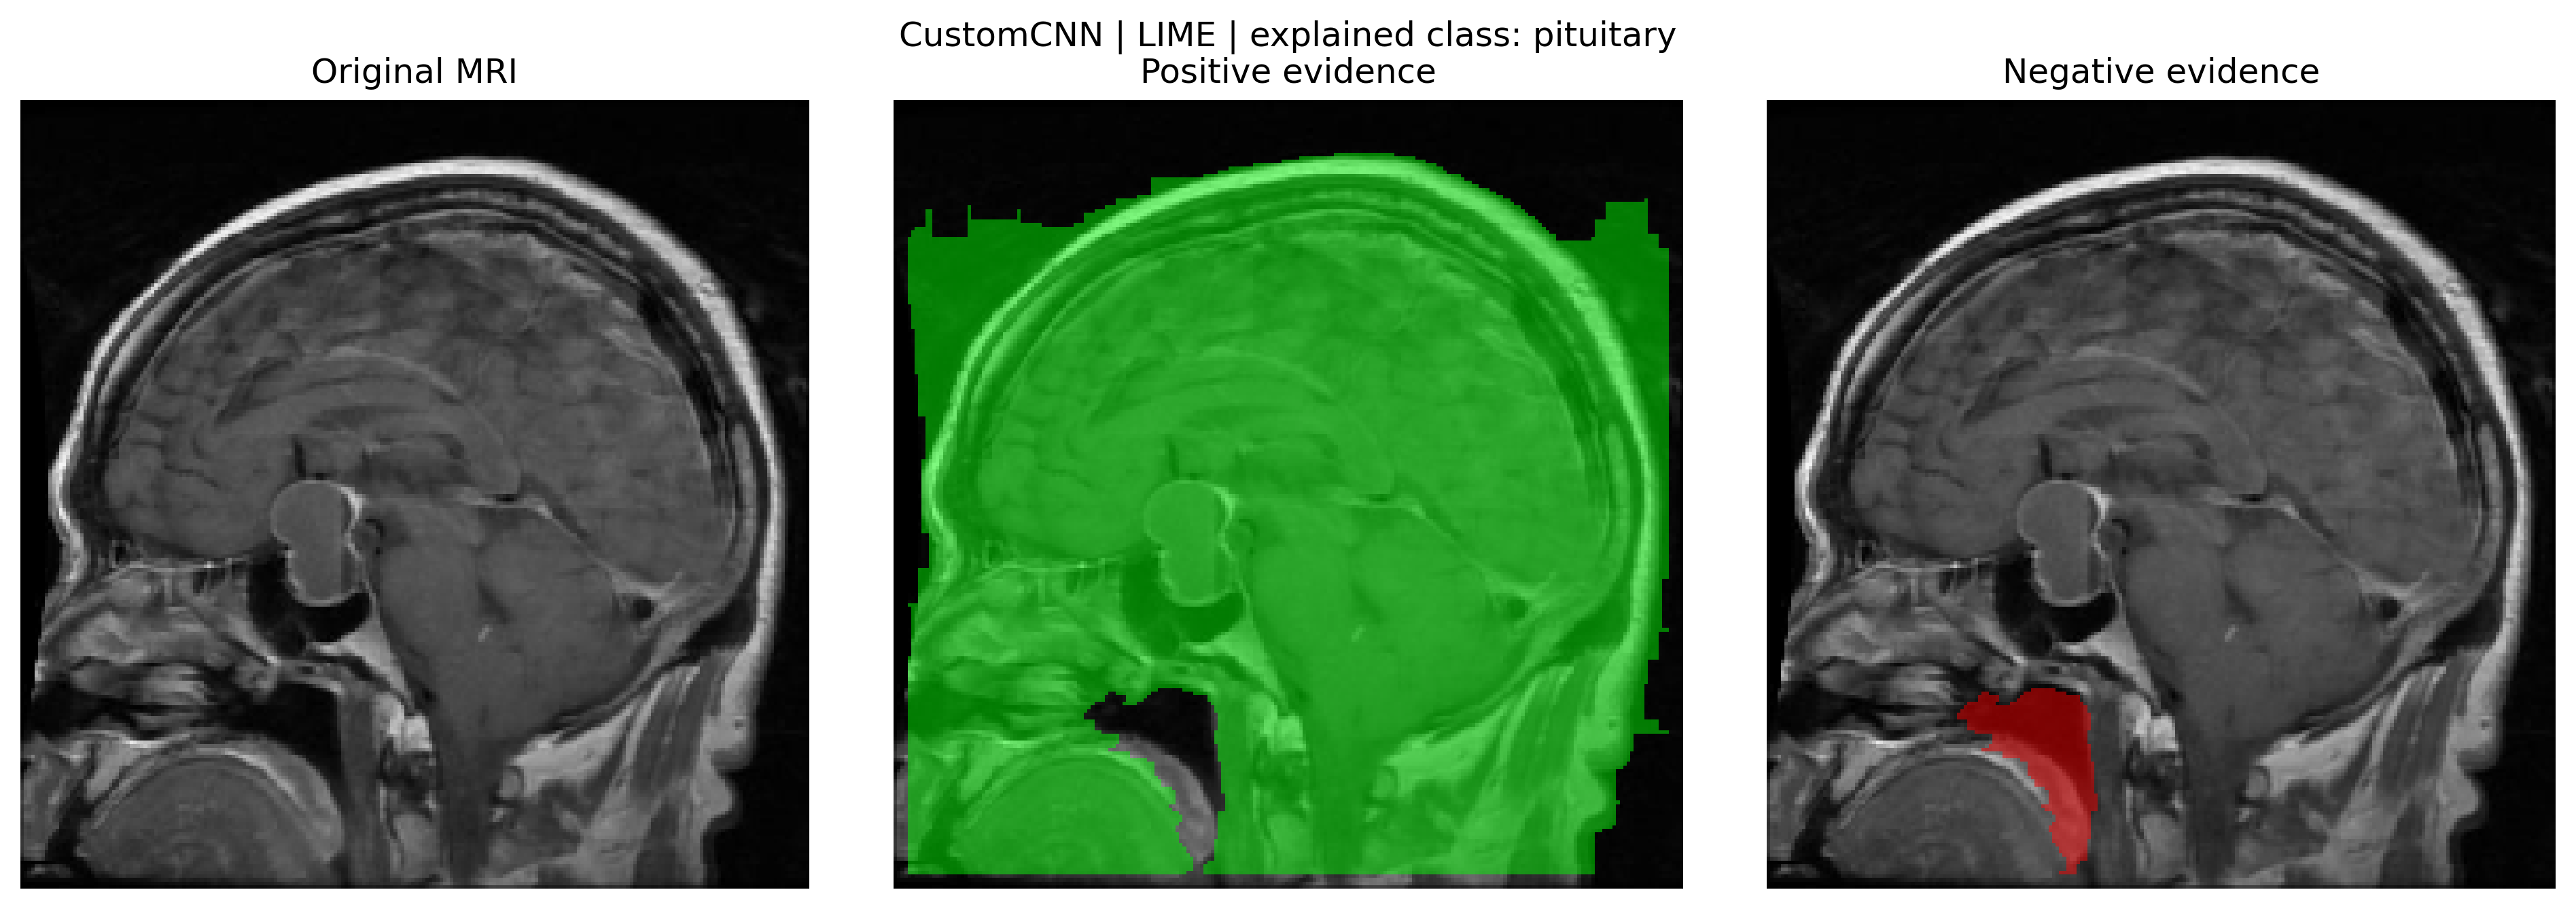 CustomCNN | LIME | explained class: pituitary
Original MRI
Positive evidence
Negative evidence